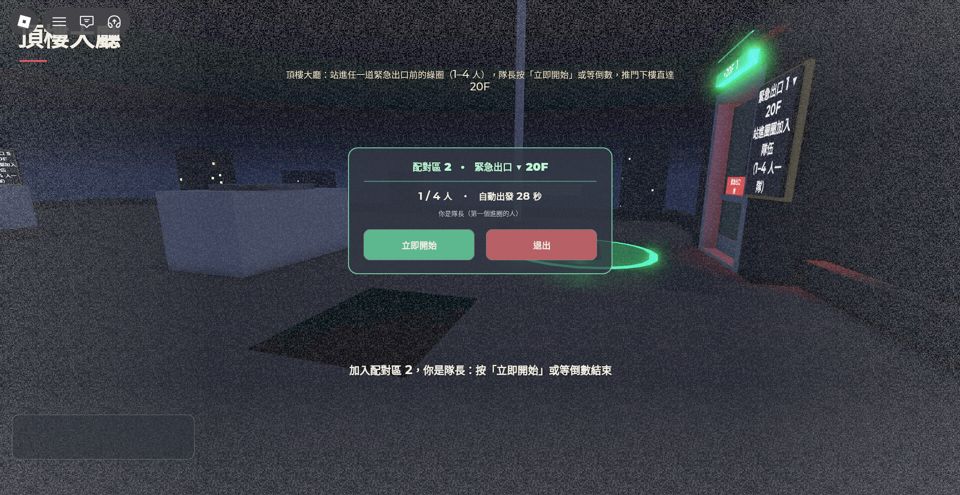 頂樓大廳
頂樓大廳：站進任一道緊急出口前的綠圈（1–4 人），隊長按「立即開始」或等倒數，推門下樓直達
20F
配對區 2 • 緊急出口 ▼ 20F
1 / 4 人 • 自動出發 28 秒
你是隊長（第一個進圈的人）
立即開始
退出
加入配對區 2，你是隊長：按「立即開始」或等倒數結束
緊急出口 1 ▼
20F
站進圈圈加入
隊伍
(1–4 人一
隊)